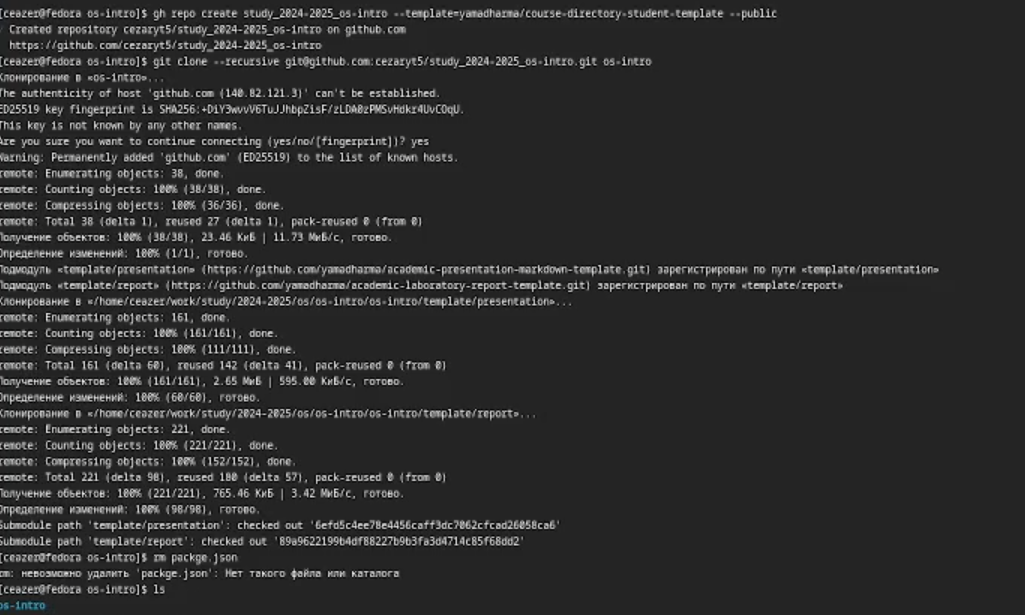 [ceazer@fedora os-intro]$ gh repo create study_2024-2025_os-intro --template=yamadharma/course-directory-student-template --public
Created repository cezaryt5/study_2024-2025_os-intro on github.com
https://github.com/cezaryt5/study_2024-2025_os-intro
[ceazer@fedora os-intro]$ git clone --recursive git@github.com:cezaryt5/study_2024-2025_os-intro.git os-intro
Клонирование в «os-intro»...
The authenticity of host 'github.com (140.82.121.3)' can't be established.
ED25519 key fingerprint is SHA256:+DiY3wvvV6TuJJhbpZisF/zLDA0zPMSvHdkr4UvCOqU.
This key is not known by any other names.
Are you sure you want to continue connecting (yes/no/[fingerprint])? yes
Warning: Permanently added 'github.com' (ED25519) to the list of known hosts.
remote: Enumerating objects: 38, done.
remote: Counting objects: 100% (38/38), done.
remote: Compressing objects: 100% (36/36), done.
remote: Total 38 (delta 1), reused 27 (delta 1), pack-reused 0 (from 0)
Получение объектов: 100% (38/38), 23.46 КиБ | 11.73 МиБ/с, готово.
Определение изменений: 100% (1/1), готово.
Подмодуль «template/presentation» (https://github.com/yamadharma/academic-presentation-markdown-template.git) зарегистрирован по пути «template/presentation»
Подмодуль «template/report» (https://github.com/yamadharma/academic-laboratory-report-template.git) зарегистрирован по пути «template/report»
Клонирование в «/home/ceazer/work/study/2024-2025/os/os-intro/os-intro/template/presentation»...
remote: Enumerating objects: 161, done.
remote: Counting objects: 100% (161/161), done.
remote: Compressing objects: 100% (111/111), done.
remote: Total 161 (delta 60), reused 142 (delta 41), pack-reused 0 (from 0)
Получение объектов: 100% (161/161), 2.65 МиБ | 595.00 КиБ/с, готово.
Определение изменений: 100% (60/60), готово.
Клонирование в «/home/ceazer/work/study/2024-2025/os/os-intro/os-intro/template/report»...
remote: Enumerating objects: 221, done.
remote: Counting objects: 100% (221/221), done.
remote: Compressing objects: 100% (152/152), done.
remote: Total 221 (delta 98), reused 180 (delta 57), pack-reused 0 (from 0)
Получение объектов: 100% (221/221), 765.46 КиБ | 3.42 МиБ/с, готово.
Определение изменений: 100% (98/98), готово.
Submodule path 'template/presentation': checked out '6efd5c4ee78e4456caff3dc7062cfcad26058ca6'
Submodule path 'template/report': checked out '89a9622199b4df88227b9b3fa3d4714c85f68dd2'
[ceazer@fedora os-intro]$ rm packge.json
rm: невозможно удалить 'packge.json': Нет такого файла или каталога
[ceazer@fedora os-intro]$ ls
os-intro